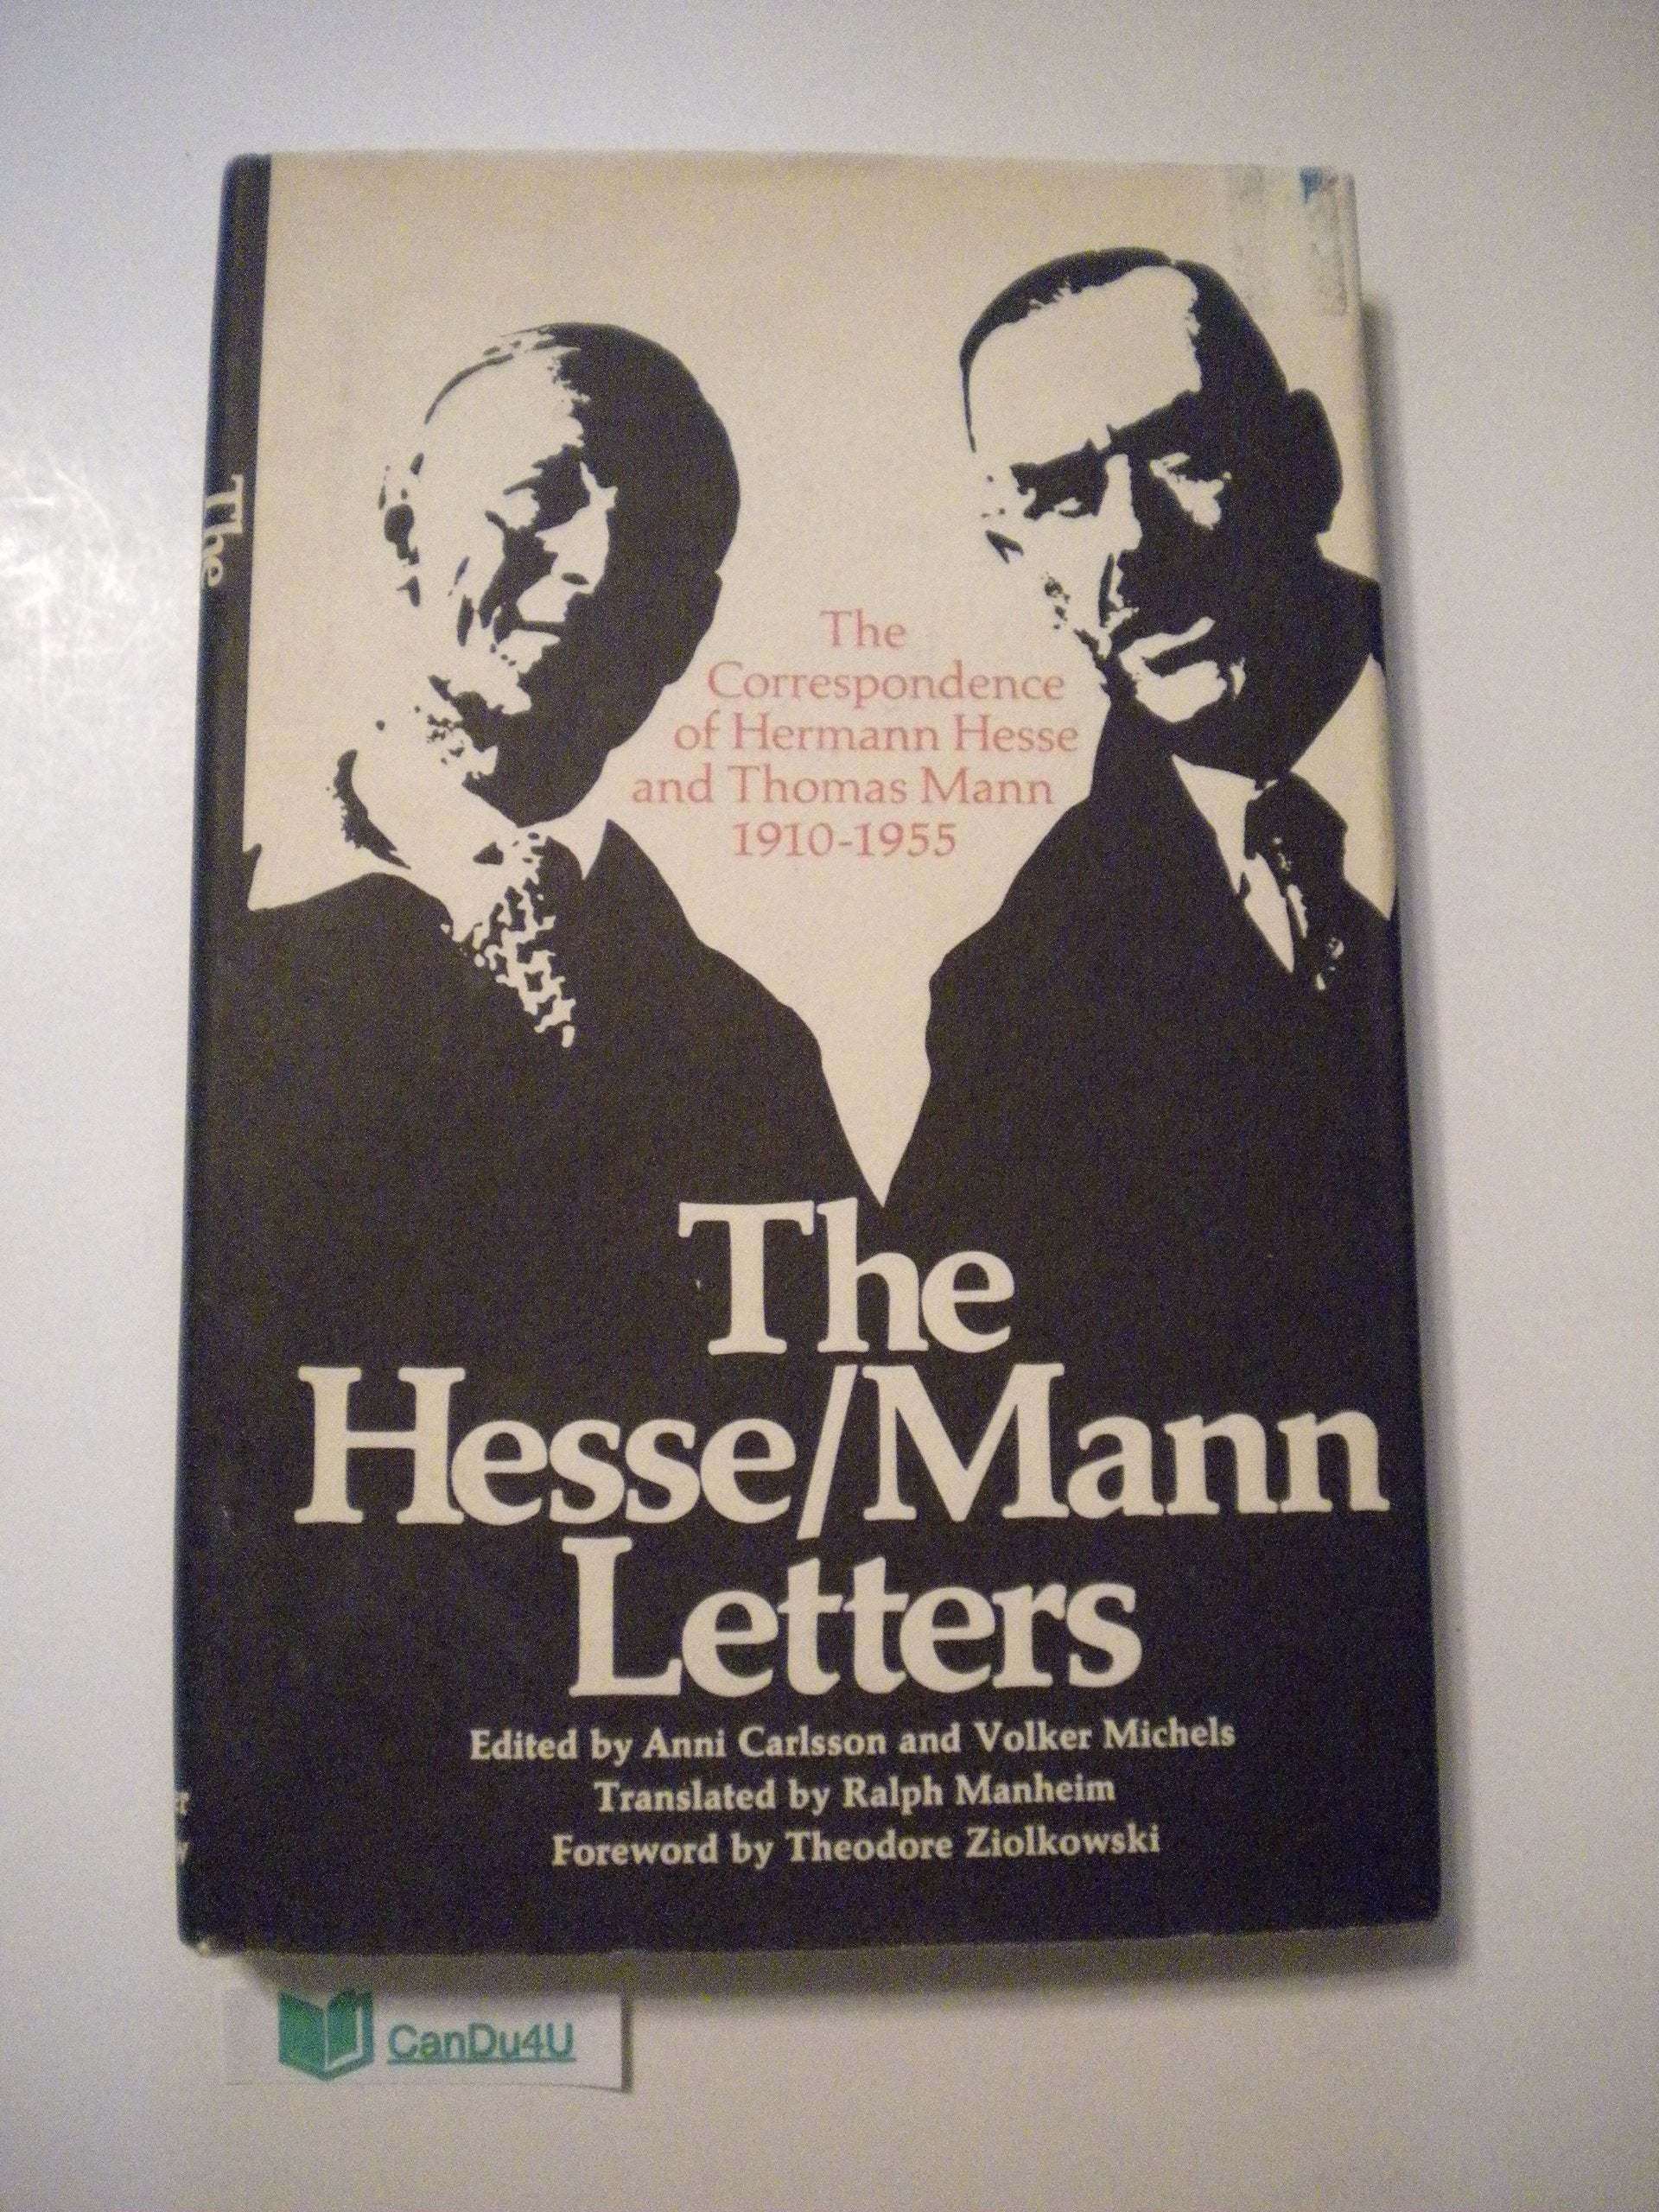 The
The
Correspondence
of Hermann Hesse
and Thomas Mann
1910-1955
The
Hesse/Mann
Letters
Edited by Anni Carlsson and Volker Michels
Translated by Ralph Manheim
Foreword by Theodore Ziolkowski
CanDu4U